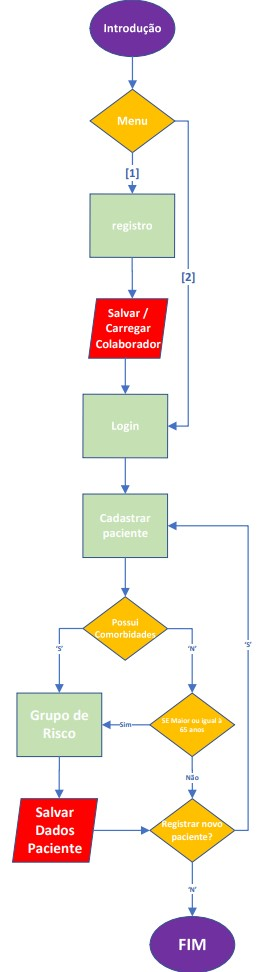 Introdução
Menu
[1]
registro
[2]
Salvar /
Carregar
Colaborador
Login
Cadastrar
paciente
Possui
Comorbidades
'S'
'N'
'S'
Grupo de
Risco
Sim
SE Maior ou igual à
65 anos
Não
Salvar
Dados
Paciente
Registrar novo
paciente?
'N'
FIM